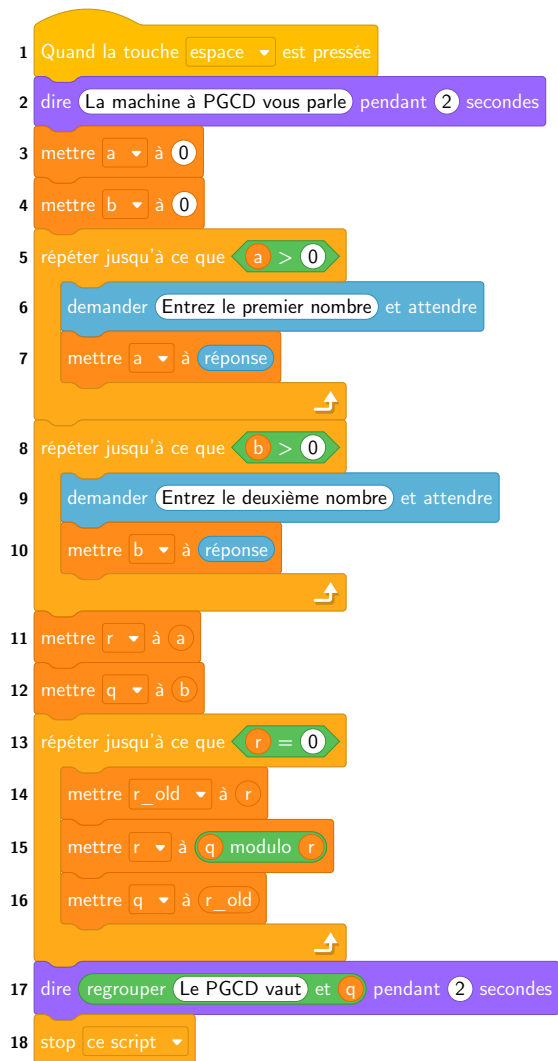 1 Quand la touche espace est pressée
2 dire La machine à PGCD vous parle pendant 2 secondes
3 mettre a à 0
4 mettre b à 0
5 répéter jusqu'à ce que a > 0
6 demander Entrez le premier nombre et attendre
7 mettre a à réponse
8 répéter jusqu'à ce que b > 0
9 demander Entrez le deuxième nombre et attendre
10 mettre b à réponse
11 mettre r à a
12 mettre q à b
13 répéter jusqu'à ce que r = 0
14 mettre r_old à r
15 mettre r à q modulo r
16 mettre q à r_old
17 dire regrouper Le PGCD vaut et q pendant 2 secondes
18 stop ce script